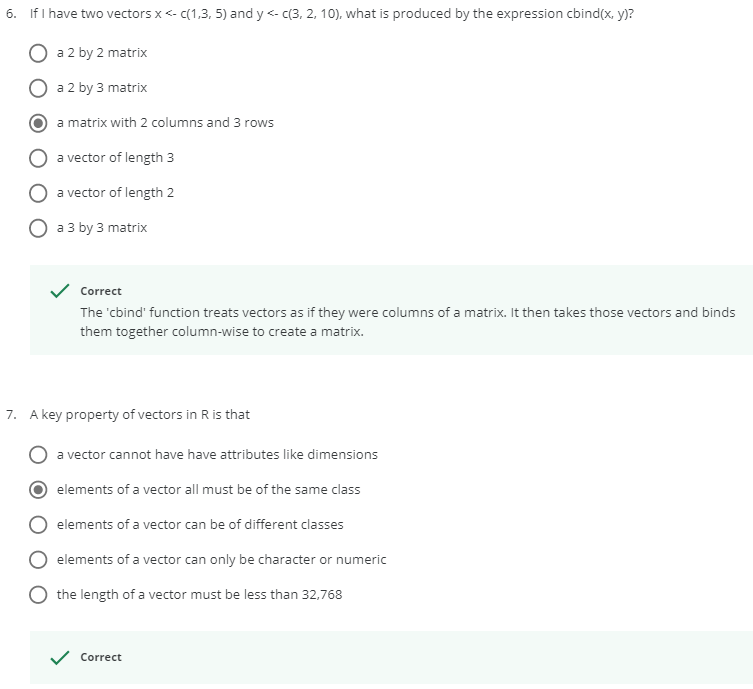 6. If I have two vectors x <- c(1,3, 5) and y <- c(3, 2, 10), what is produced by the expression cbind(x, y)?
a 2 by 2 matrix
a 2 by 3 matrix
a matrix with 2 columns and 3 rows
a vector of length 3
a vector of length 2
a 3 by 3 matrix
Correct
The 'cbind' function treats vectors as if they were columns of a matrix. It then takes those vectors and binds
them together column-wise to create a matrix.
7. A key property of vectors in R is that
a vector cannot have have attributes like dimensions
elements of a vector all must be of the same class
elements of a vector can be of different classes
elements of a vector can only be character or numeric
the length of a vector must be less than 32,768
Correct